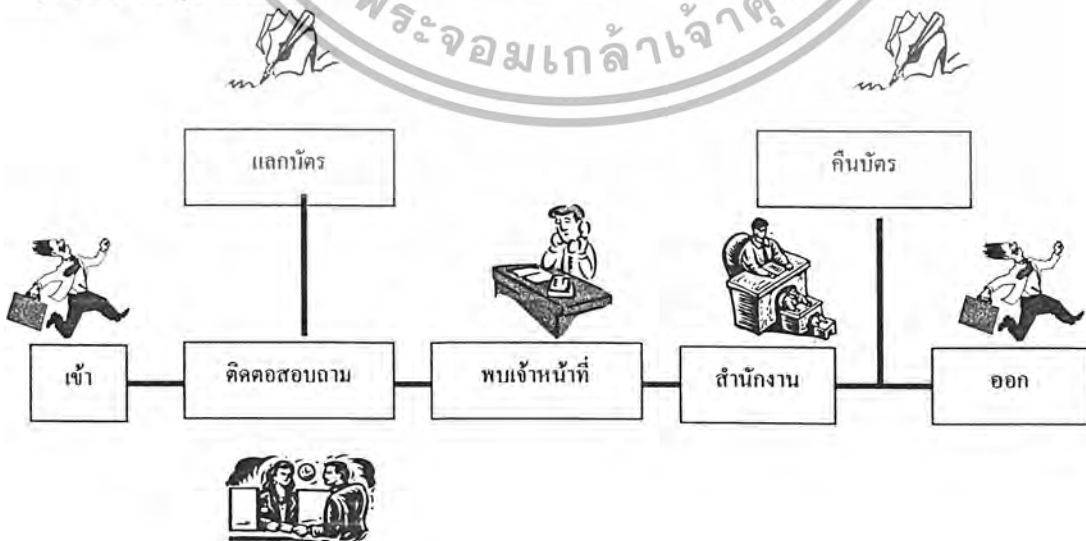 พระจอมเกล้าเจ้าคุ
แลกบัตร
คืนบัตร
เข้า
ติดตอสอบถาม
พบเจ้าหน้าที่
สำนักงาน
ออก